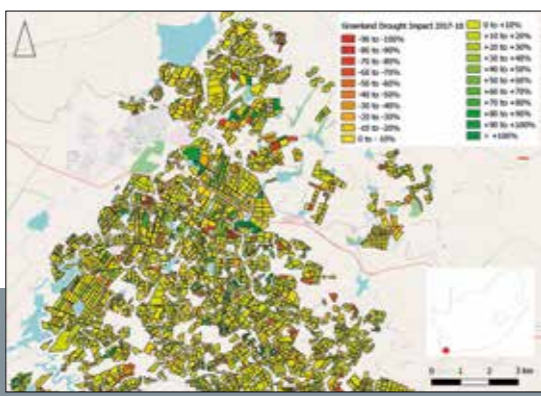 Groenland Drought Impact 2017-18
-90 to -100%
-80 to -90%
-70 to -80%
-60 to -70%
-50 to -60%
-40 to -50%
-30 to -40%
-20 to -30%
-10 to -20%
0 to -10%
0 to +10%
+10 to +20%
+20 to +30%
+30 to +40%
+40 to +50%
+50 to +60%
+60 to +70%
+70 to +80%
+80 to +90%
+90 to +100%
> +100%
0 1 2 3 km